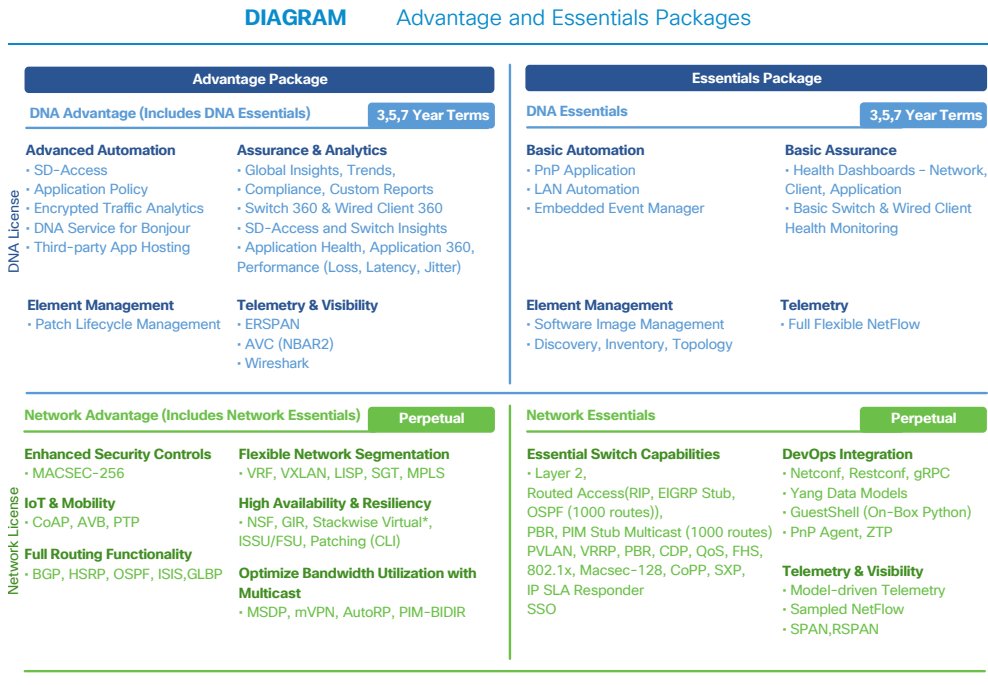 DIAGRAM Advantage and Essentials Packages
Advantage Package
DNA Advantage (Includes DNA Essentials)
3,5,7 Year Terms
DNA License
Advanced Automation
• SD-Access
• Application Policy
• Encrypted Traffic Analytics
• DNA Service for Bonjour
• Third-party App Hosting
Assurance & Analytics
• Global Insights, Trends,
• Compliance, Custom Reports
• Switch 360 & Wired Client 360
• SD-Access and Switch Insights
• Application Health, Application 360,
Performance (Loss, Latency, Jitter)
Element Management
• Patch Lifecycle Management
Telemetry & Visibility
• ERSPAN
• AVC (NBAR2)
• Wireshark
Essentials Package
DNA Essentials
3,5,7 Year Terms
Basic Automation
• PnP Application
• LAN Automation
• Embedded Event Manager
Basic Assurance
• Health Dashboards – Network,
Client, Application
• Basic Switch & Wired Client
Health Monitoring
Element Management
• Software Image Management
• Discovery, Inventory, Topology
Telemetry
• Full Flexible NetFlow
Network Advantage (Includes Network Essentials)
Perpetual
Network License
Enhanced Security Controls
• MACSEC-256
IoT & Mobility
• CoAP, AVB, PTP
Full Routing Functionality
• BGP, HSRP, OSPF, ISIS,GLBP
Flexible Network Segmentation
• VRF, VXLAN, LISP, SGT, MPLS
High Availability & Resiliency
• NSF, GIR, Stackwise Virtual*,
ISSU/FSU, Patching (CLI)
Optimize Bandwidth Utilization with
Multicast
• MSDP, mVPN, AutoRP, PIM-BIDIR
Network Essentials
Perpetual
Essential Switch Capabilities
• Layer 2,
Routed Access(RIP, EIGRP Stub,
OSPF (1000 routes)),
PBR, PIM Stub Multicast (1000 routes)
PVLAN, VRRP, PBR, CDP, QoS, FHS,
802.1x, Macsec-128, CoPP, SXP,
IP SLA Responder
SSO
DevOps Integration
• Netconf, Restconf, gRPC
• Yang Data Models
• GuestShell (On-Box Python)
• PnP Agent, ZTP
Telemetry & Visibility
• Model-driven Telemetry
• Sampled NetFlow
• SPAN,RSPAN